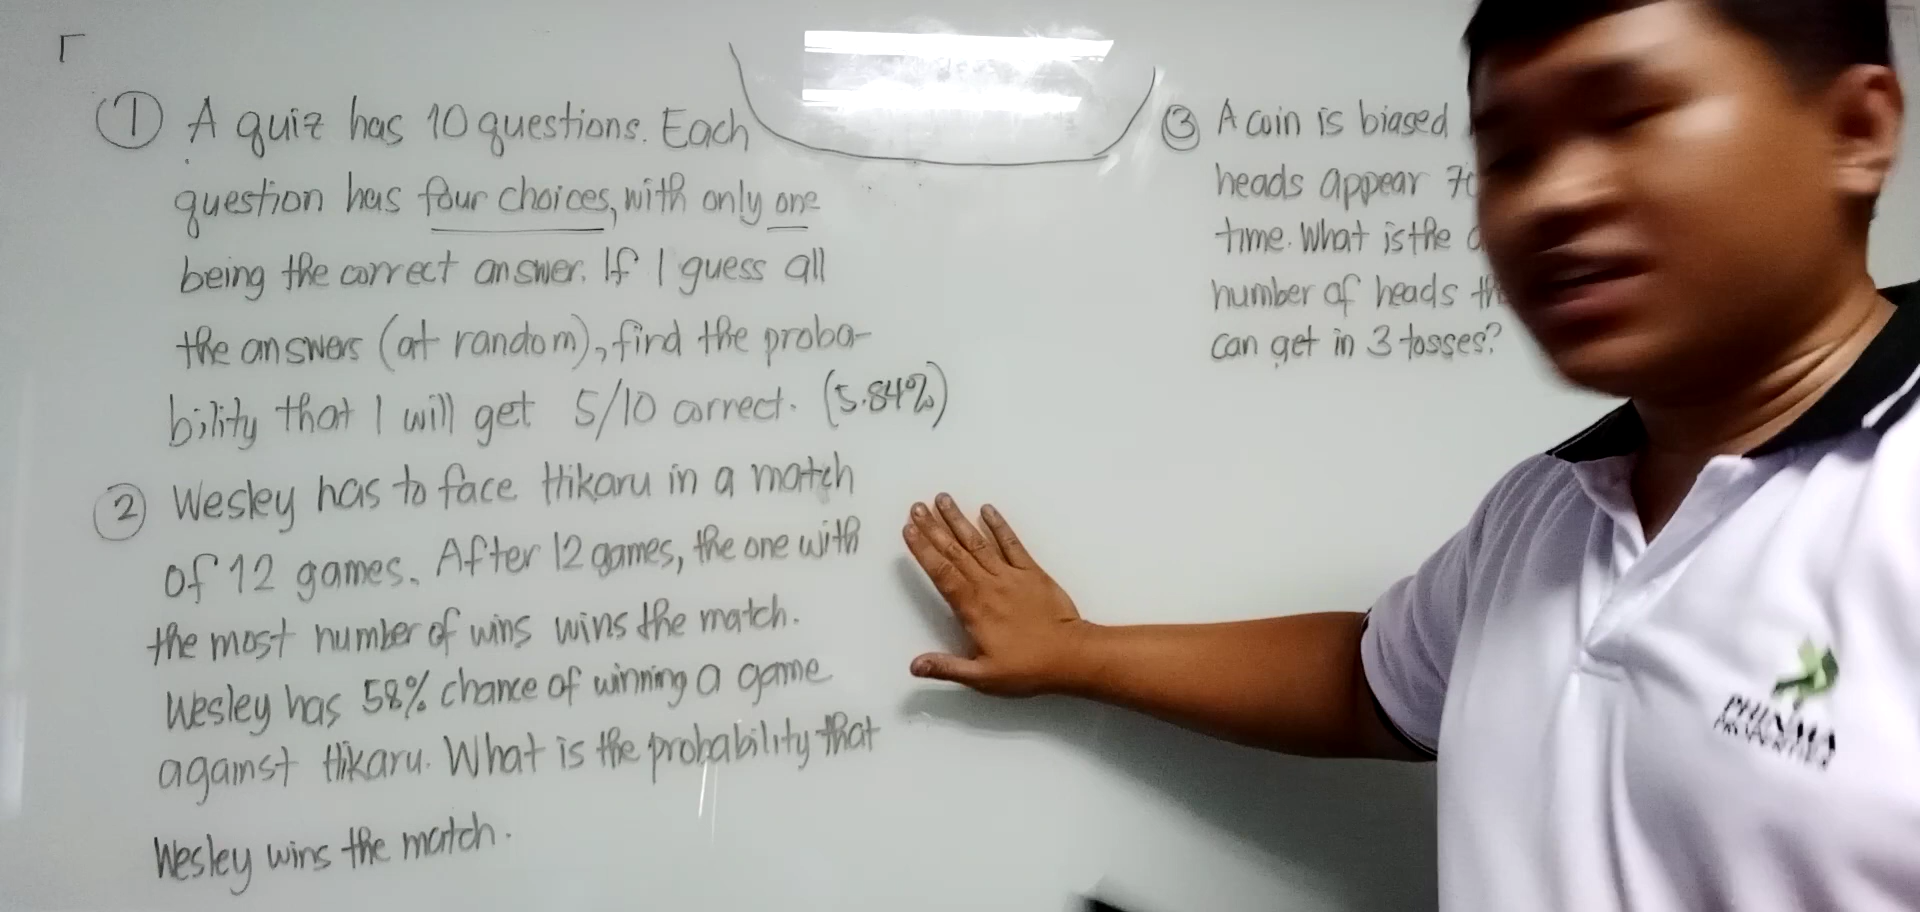 ① A quiz has 10 questions. Each
question has four choices, with only one
being the correct answer. If I guess all
the answers (at random), find the proba-
bility that I will get 5/10 correct. (5.84%)
② Wesley has to face Hikaru in a match
of 12 games. After 12 games, the one with
the most number of wins wins the match.
Wesley has 58% chance of winning a game
against Hikaru. What is the probability that
Wesley wins the match.
③ A coin is biased
heads appear
time. What is the
number of heads
can get in 3 tosses?
PHINMA
PROPERTIES